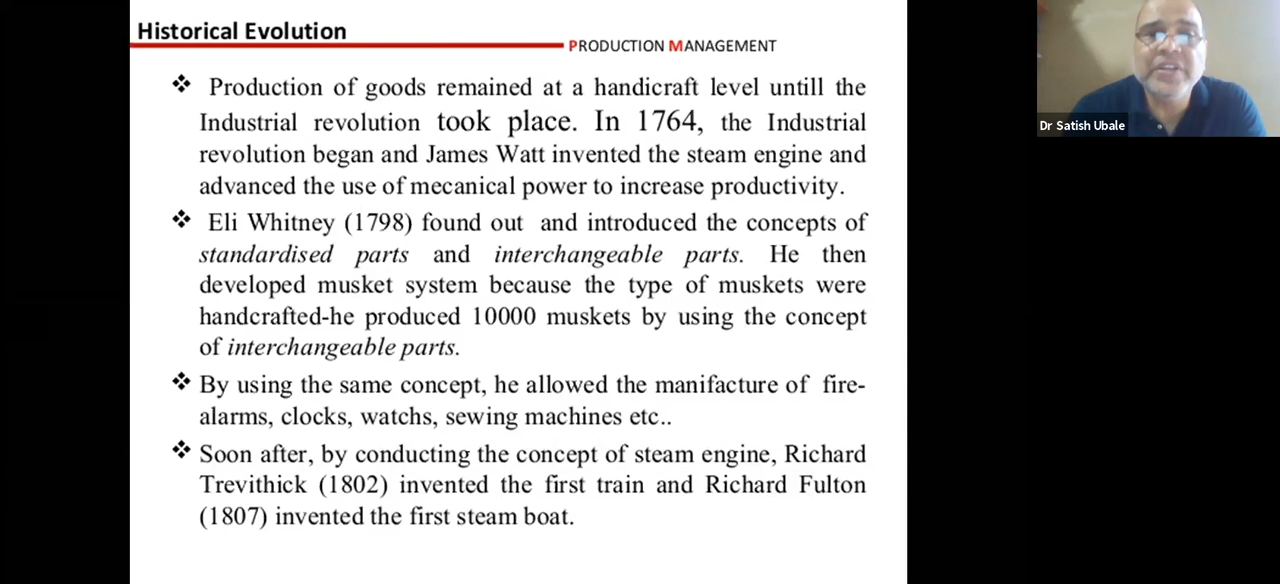 Historical Evolution
PRODUCTION MANAGEMENT
❖ Production of goods remained at a handicraft level untill the
Industrial revolution took place. In 1764, the Industrial
revolution began and James Watt invented the steam engine and
advanced the use of mecanical power to increase productivity.
❖ Eli Whitney (1798) found out and introduced the concepts of
standardised parts and interchangeable parts. He then
developed musket system because the type of muskets were
handcrafted-he produced 10000 muskets by using the concept
of interchangeable parts.
❖ By using the same concept, he allowed the manifacture of fire-
alarms, clocks, watchs, sewing machines etc..
❖ Soon after, by conducting the concept of steam engine, Richard
Trevithick (1802) invented the first train and Richard Fulton
(1807) invented the first steam boat.
Dr Satish Ubale